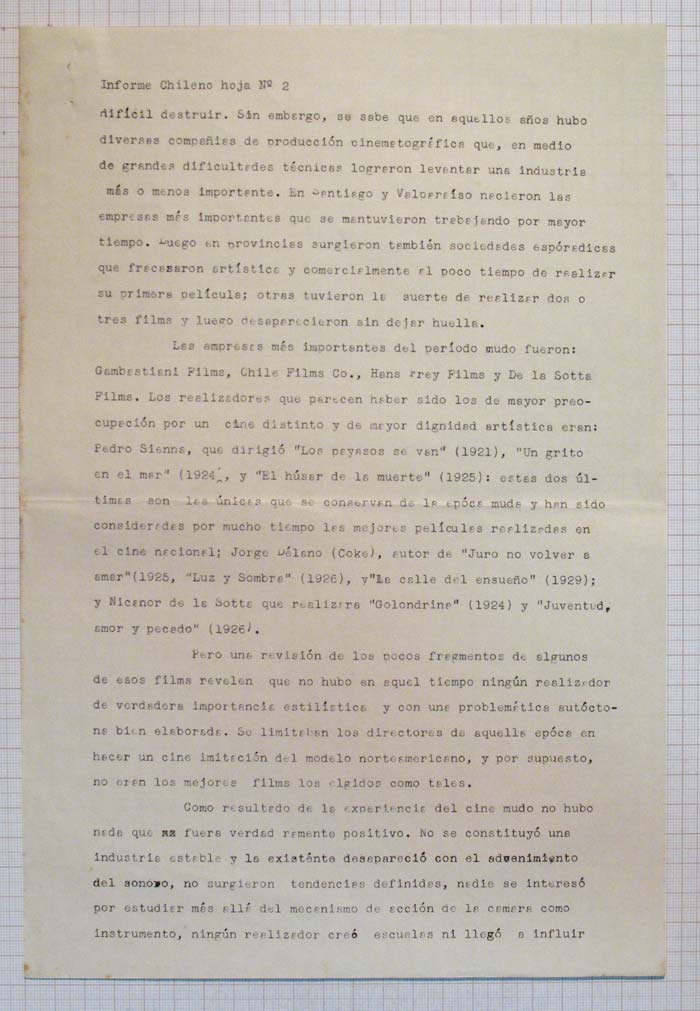 Informe Chileno hoja Nº 2
difícil destruir. Sin embargo, se sabe que en aquellos años hubo
diversas compañías de producción cinematográfica que, en medio
de grandes dificultades técnicas lograron levantar una industria
más o menos importante. En Santiago y Valparaíso nacieron las
empresas más importantes que se mantuvieron trabajando por mayor
tiempo. Luego en provincias surgieron también sociedades espóradicas
que fracasaron artística y comercialmente al poco tiempo de realizar
su primera película; otras tuvieron la suerte de realizar dos o
tres films y luego desaparecieron sin dejar huella.
Las empresas más importantes del período mudo fueron:
Gambastiani Films, Chile Films Co., Hans Frey Films y De la Sotta
Films. Los realizadores que parecen haber sido los de mayor preo-
cupación por un cine distinto y de mayor dignidad artística eran:
Pedro Sienna, que dirigió "Los payasos se van" (1921), "Un grito
en el mar" (1924), y "El húsar de la muerte" (1925): estas dos úl-
timas son las únicas que se conservan de la epóca muda y han sido
consideradas por mucho tiempo las mejores películas realizadas en
el cine nacional; Jorge Délano (Coke), autor de "Juro no volver a
amar"(1925, "Luz y Sombra" (1926), y"La calle del ensueño" (1929);
y Nicanor de la Sotta que realizara "Golondrina" (1924) y "Juventud,
amor y pecado" (1926).
Pero una revisión de los pocos fragmentos de algunos
de esos films revelen que no hubo en aquel tiempo ningún realizador
de verdadera importancia estilística y con una problemática autócto-
na bien elaborada. Se limitaban los directores de aquella epóca en
hacer un cine imitación del modelo norteamericano, y por supuesto,
no eran los mejores films los elgidos como tales.
Como resultado de la experiencia del cine mudo no hubo
nada que fuera verdad ramente positivo. No se constituyó una
industria estable y la existénte desapareció con el advenimiento
del sonoro, no surgieron tendencias definidas, nadie se interesó
por estudiar más allá del mecanismo de acción de la camara como
instrumento, ningún realizador creó escuelas ni llegó a influir